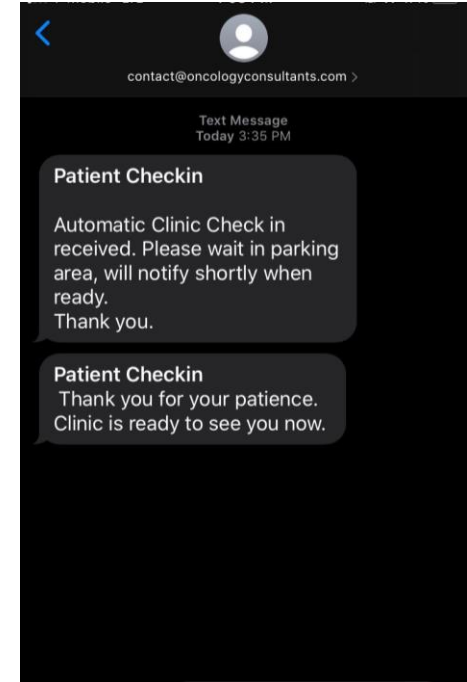 contact@oncologyconsultants.com >
Text Message
Today 3:35 PM
Patient Checkin
Automatic Clinic Check in
received. Please wait in parking
area, will notify shortly when
ready.
Thank you.
Patient Checkin
Thank you for your patience.
Clinic is ready to see you now.